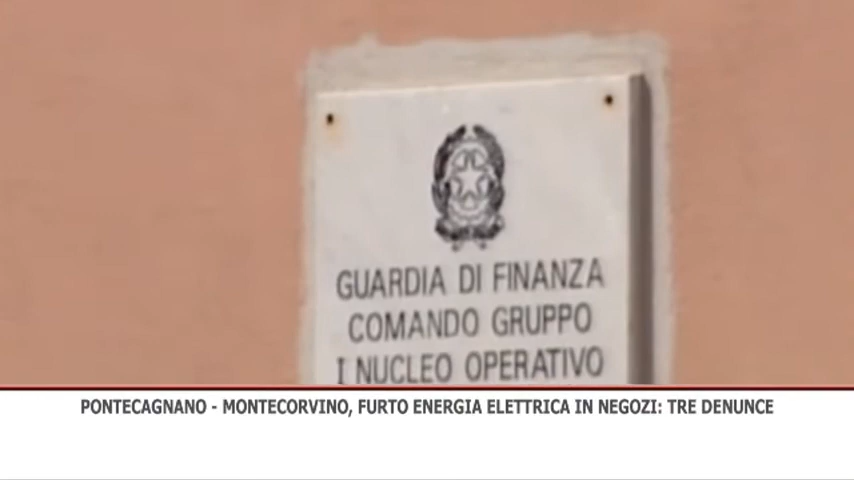 GUARDIA DI FINANZA
COMANDO GRUPPO
I NUCLEO OPERATIVO
PONTECAGNANO - MONTECORVINO, FURTO ENERGIA ELETTRICA IN NEGOZI: TRE DENUNCE